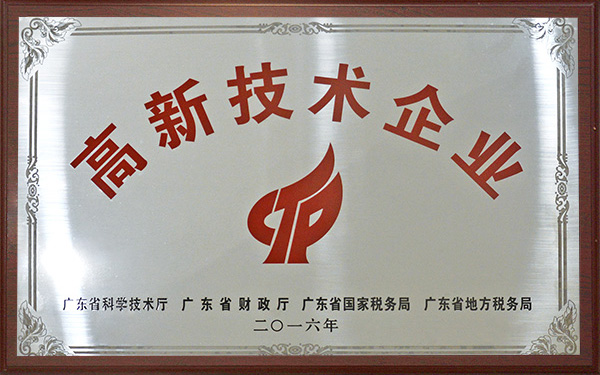 高新技术企业
广东省科学技术厅 广东省财政厅 广东省国家税务局 广东省地方税务局
二〇一六年